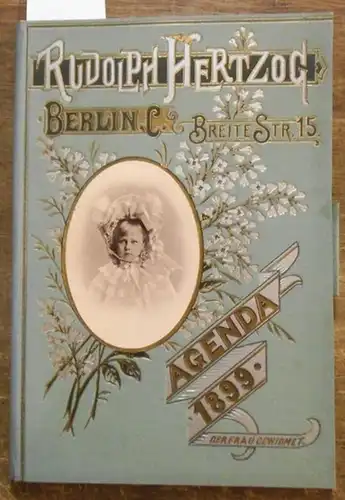 RUDOLPH HERTZOG
BERLIN.C. BREITE STR. 15.
AGENDA
1899.
DER FRAU GEWIDMET.